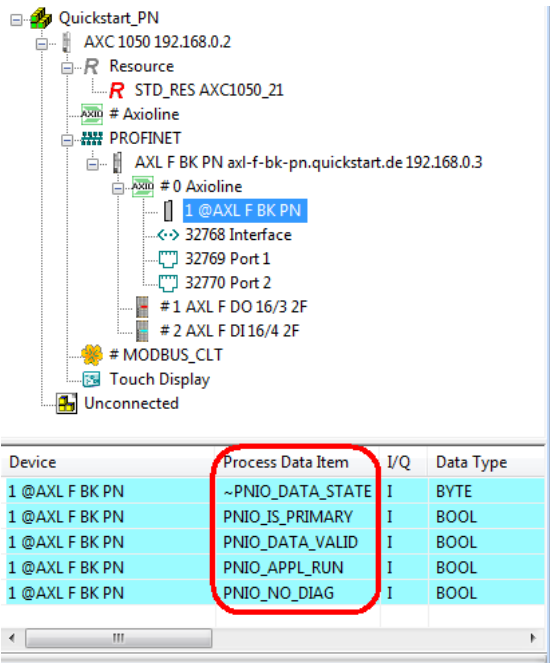 Quickstart_PN
AXC 1050 192.168.0.2
R Resource
R STD_RES AXC1050_21
AXIO # Axioline
PROFINET
AXL F BK PN axl-f-bk-pn.quickstart.de 192.168.0.3
AXIO # 0 Axioline
1 @AXL F BK PN
32768 Interface
32769 Port 1
32770 Port 2
# 1 AXL F DO 16/3 2F
# 2 AXL F DI 16/4 2F
# MODBUS_CLT
Touch Display
Unconnected
Device Process Data Item I/Q Data Type
1 @AXL F BK PN ~PNIO_DATA_STATE I BYTE
1 @AXL F BK PN PNIO_IS_PRIMARY I BOOL
1 @AXL F BK PN PNIO_DATA_VALID I BOOL
1 @AXL F BK PN PNIO_APPL_RUN I BOOL
1 @AXL F BK PN PNIO_NO_DIAG I BOOL